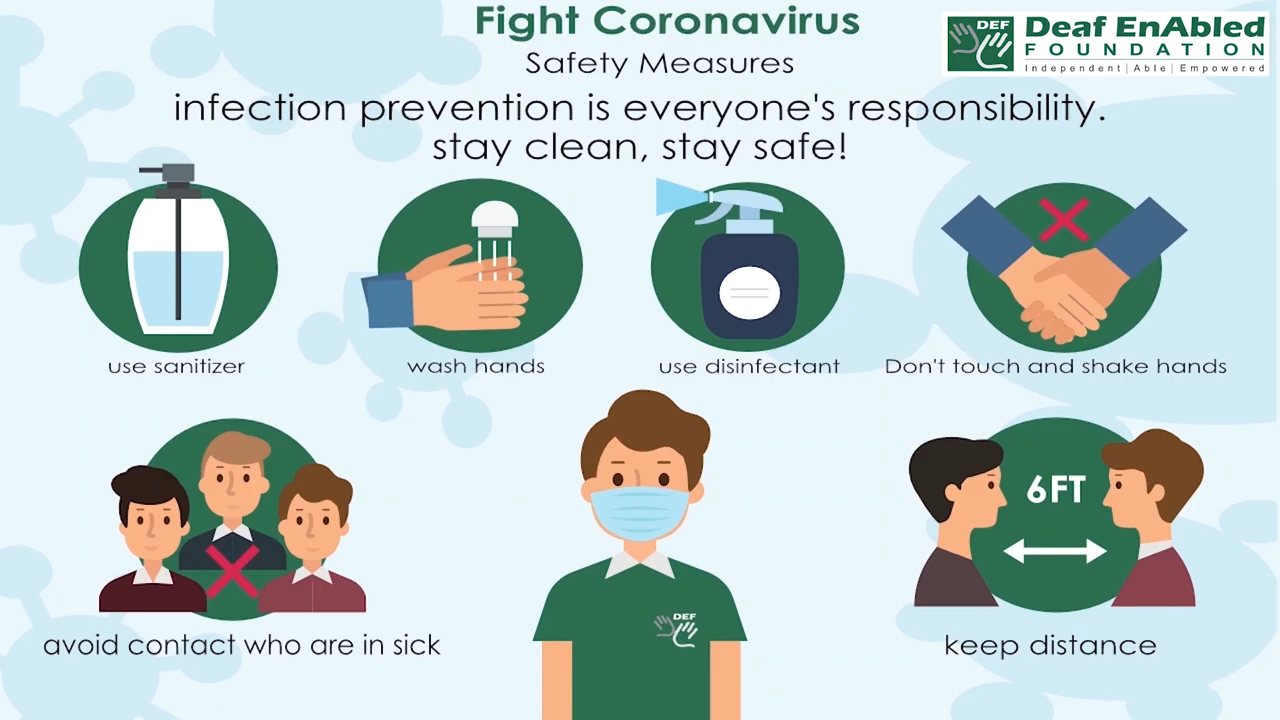 Fight Coronavirus
Safety Measures
DEF
Deaf EnAbled
FOUNDATION
Independent | Able | Empowered
infection prevention is everyone's responsibility.
stay clean, stay safe!
use sanitizer
wash hands
use disinfectant
Don't touch and shake hands
6FT
DEF
avoid contact who are in sick
keep distance